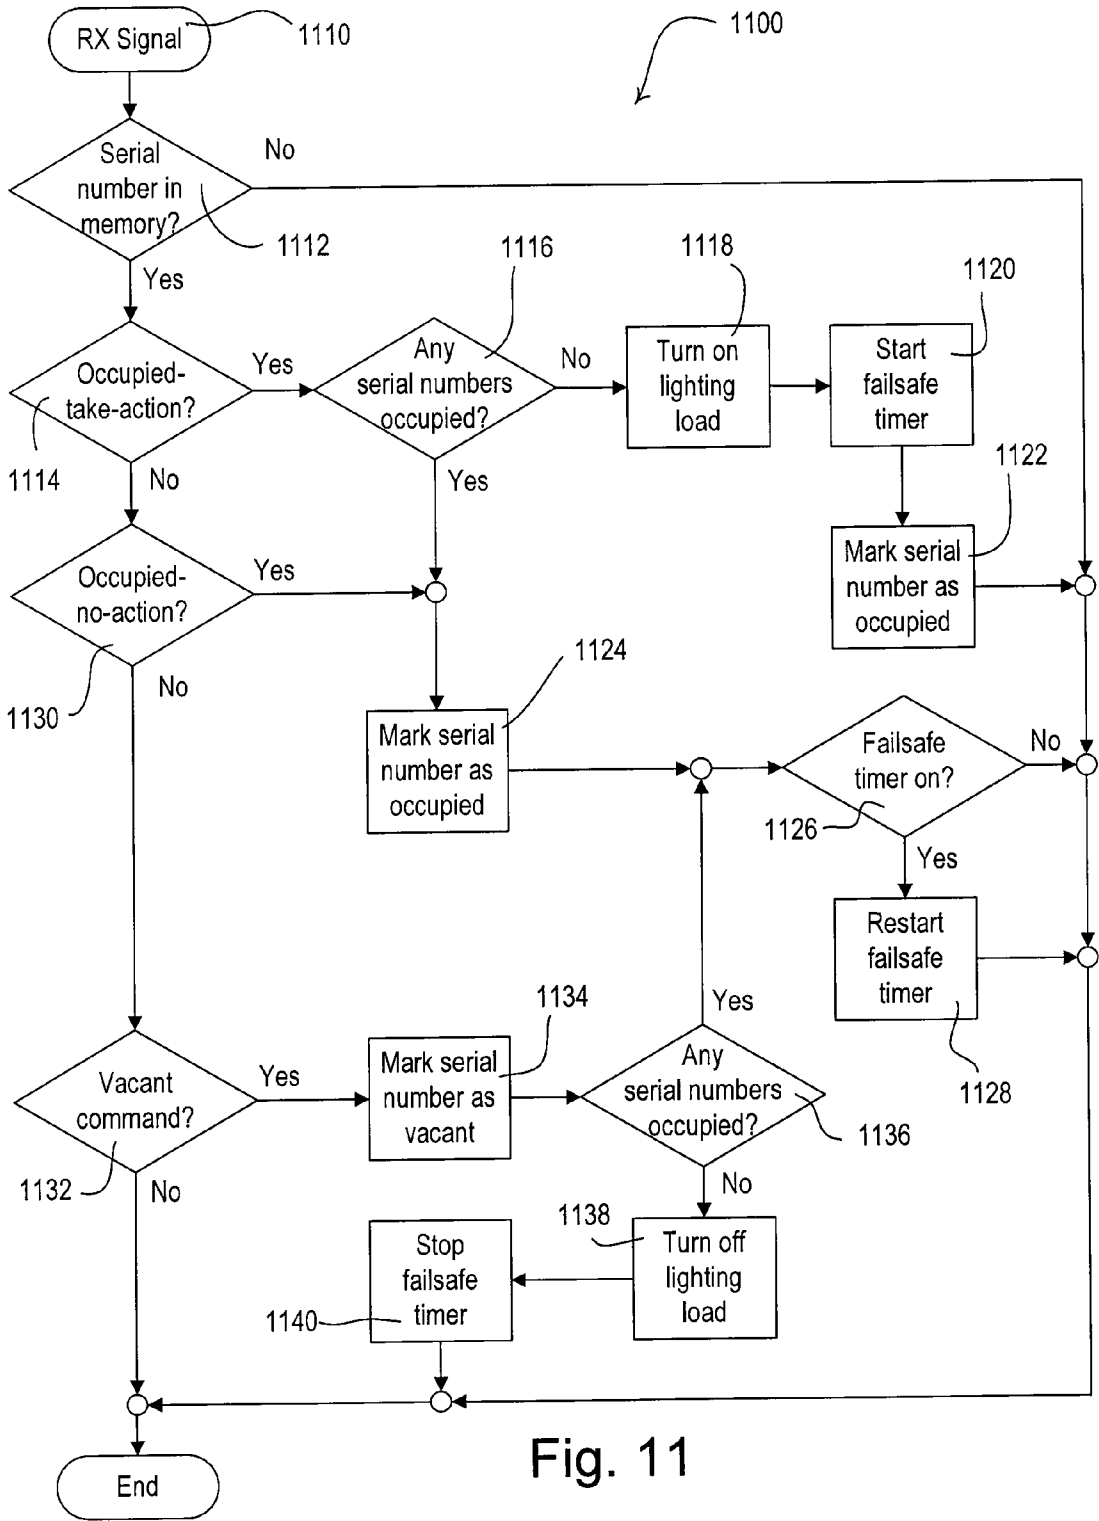 RX Signal
1110
1100
Serial
number in
memory?
No
1112
Yes
1116
1118
1120
Occupied-
take-action?
Yes
Any
serial numbers
occupied?
No
Turn on
lighting
load
Start
failsafe
timer
1114
No
Yes
1122
Occupied-
no-action?
Yes
Mark serial
number as
occupied
1130
No
1124
Mark serial
number as
occupied
Failsafe
timer on?
No
1126
Yes
Restart
failsafe
timer
1128
Vacant
command?
Yes
1134
Mark serial
number as
vacant
Yes
Any
serial numbers
occupied?
1136
1132
No
No
1138
Turn off
lighting
load
Stop
failsafe
timer
1140
End
Fig. 11